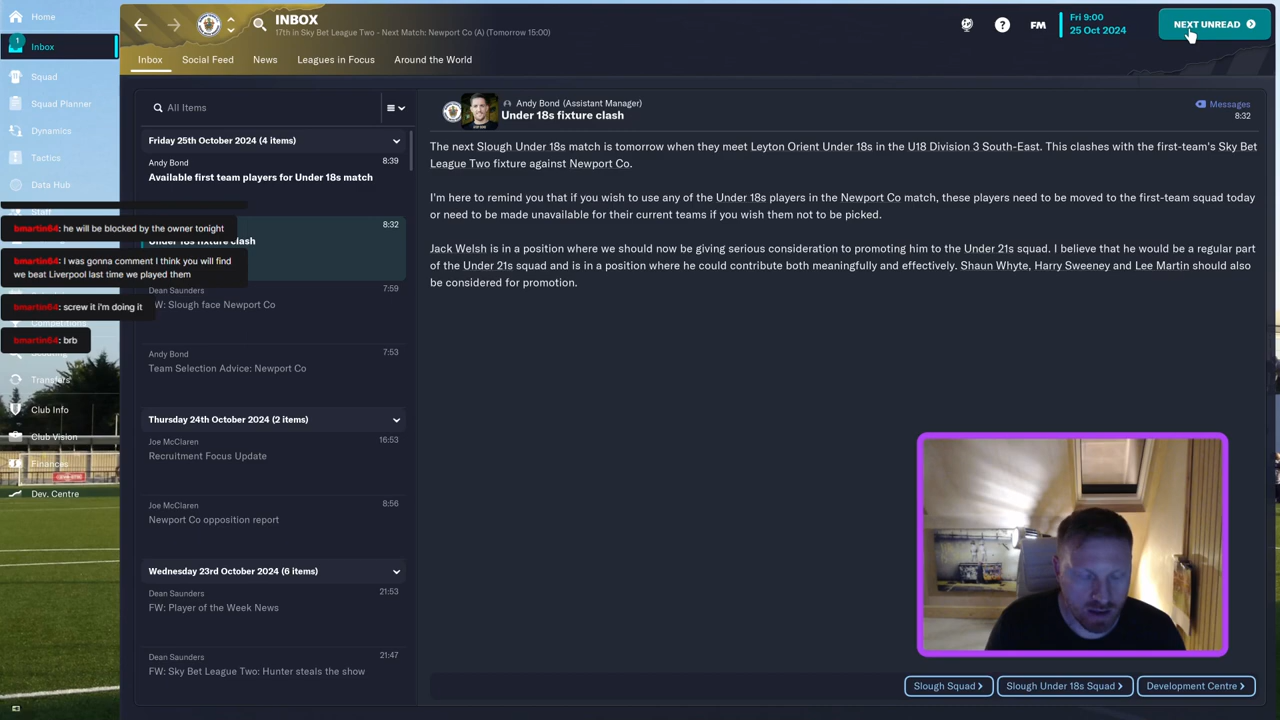 Home
1
Inbox
Squad
Squad Planner
Dynamics
Tactics
Data Hub
Staff
Transfers
Club Info
Club Vision
Finances
Dev. Centre
bmartin64: he will be blocked by the owner tonight
bmartin64: I was gonna comment I think you will find
we beat Liverpool last time we played them
bmartin64: screw it i'm doing it
bmartin64: brb
INBOX
17th in Sky Bet League Two - Next Match: Newport Co (A) (Tomorrow 15:00)
FM
Fri 9:00
25 Oct 2024
NEXT UNREAD
Inbox
Social Feed
News
Leagues in Focus
Around the World
All Items
Friday 25th October 2024 (4 items)
Andy Bond
8:39
Available first team players for Under 18s match
8:32
Under 18s fixture clash
Dean Saunders
7:59
FW: Slough face Newport Co
Andy Bond
7:53
Team Selection Advice: Newport Co
Thursday 24th October 2024 (2 items)
Joe McClaren
16:53
Recruitment Focus Update
Joe McClaren
8:56
Newport Co opposition report
Wednesday 23rd October 2024 (6 items)
Dean Saunders
21:53
FW: Player of the Week News
Dean Saunders
21:47
FW: Sky Bet League Two: Hunter steals the show
Andy Bond (Assistant Manager)
Under 18s fixture clash
Messages
8:32
The next Slough Under 18s match is tomorrow when they meet Leyton Orient Under 18s in the U18 Division 3 South-East. This clashes with the first-team's Sky Bet
League Two fixture against Newport Co.
I'm here to remind you that if you wish to use any of the Under 18s players in the Newport Co match, these players need to be moved to the first-team squad today
or need to be made unavailable for their current teams if you wish them not to be picked.
Jack Welsh is in a position where we should now be giving serious consideration to promoting him to the Under 21s squad. I believe that he would be a regular part
of the Under 21s squad and is in a position where he could contribute both meaningfully and effectively. Shaun Whyte, Harry Sweeney and Lee Martin should also
be considered for promotion.
Slough Squad
Slough Under 18s Squad
Development Centre